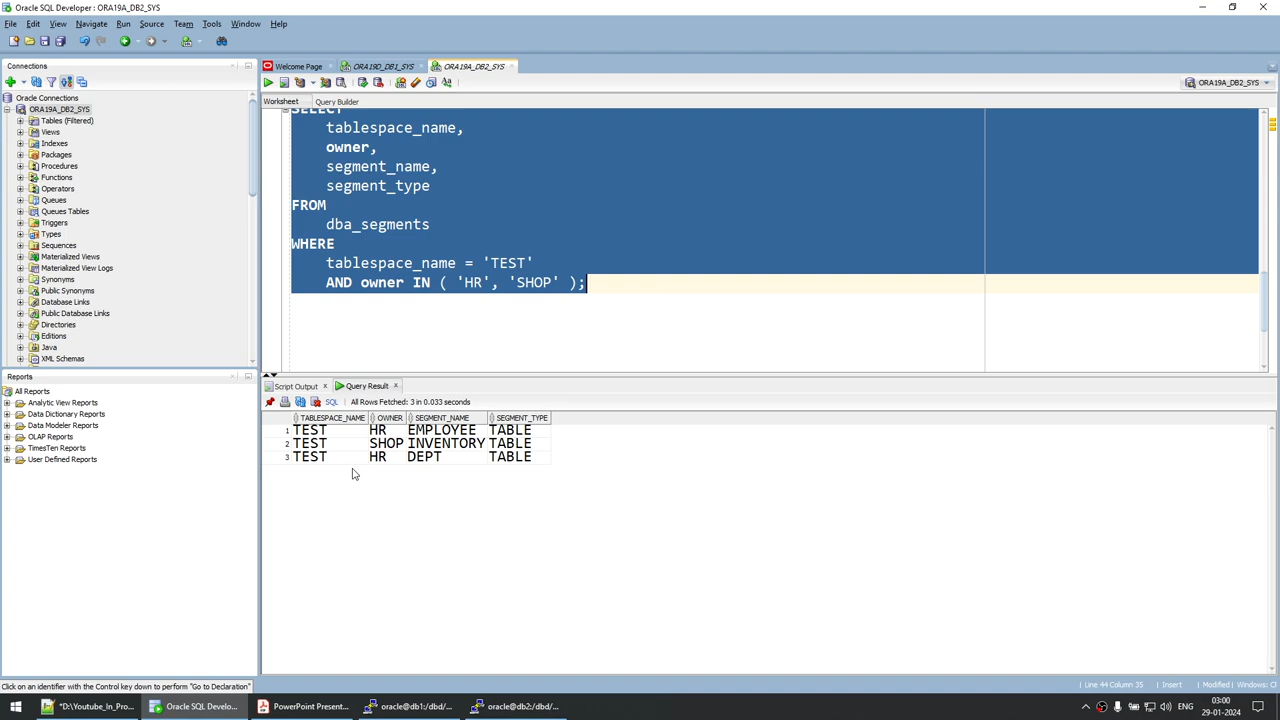 Oracle SQL Developer : ORA19A_DB2_SYS
File Edit View Navigate Run Source Team Tools Window Help
Connections
Oracle Connections
ORA19A_DB2_SYS
Tables (Filtered)
Views
Indexes
Packages
Procedures
Functions
Operators
Queues
Queues Tables
Triggers
Types
Sequences
Materialized Views
Materialized View Logs
Synonyms
Public Synonyms
Database Links
Public Database Links
Directories
Editions
Java
XML Schemas
Reports
All Reports
Analytic View Reports
Data Dictionary Reports
Data Modeler Reports
OLAP Reports
TimesTen Reports
User Defined Reports
Welcome Page ORA19D_DB1_SYS ORA19A_DB2_SYS
ORA19A_DB2_SYS
Worksheet Query Builder
SELECT
tablespace_name,
owner,
segment_name,
segment_type
FROM
dba_segments
WHERE
tablespace_name = 'TEST'
AND owner IN ( 'HR', 'SHOP' );
Script Output Query Result
SQL All Rows Fetched: 3 in 0.033 seconds
TABLESPACE_NAME OWNER SEGMENT_NAME SEGMENT_TYPE
1 TEST HR EMPLOYEE TABLE
2 TEST SHOP INVENTORY TABLE
3 TEST HR DEPT TABLE
Click on an identifier with the Control key down to perform "Go to Declaration"
Line 44 Column 35 Insert Modified Windows: Cl
*D:\Youtube_In_Pro... Oracle SQL Develo... PowerPoint Present... oracle@db1:/dbd/... oracle@db2:/dbd/... ENG 03:00
29-01-2024